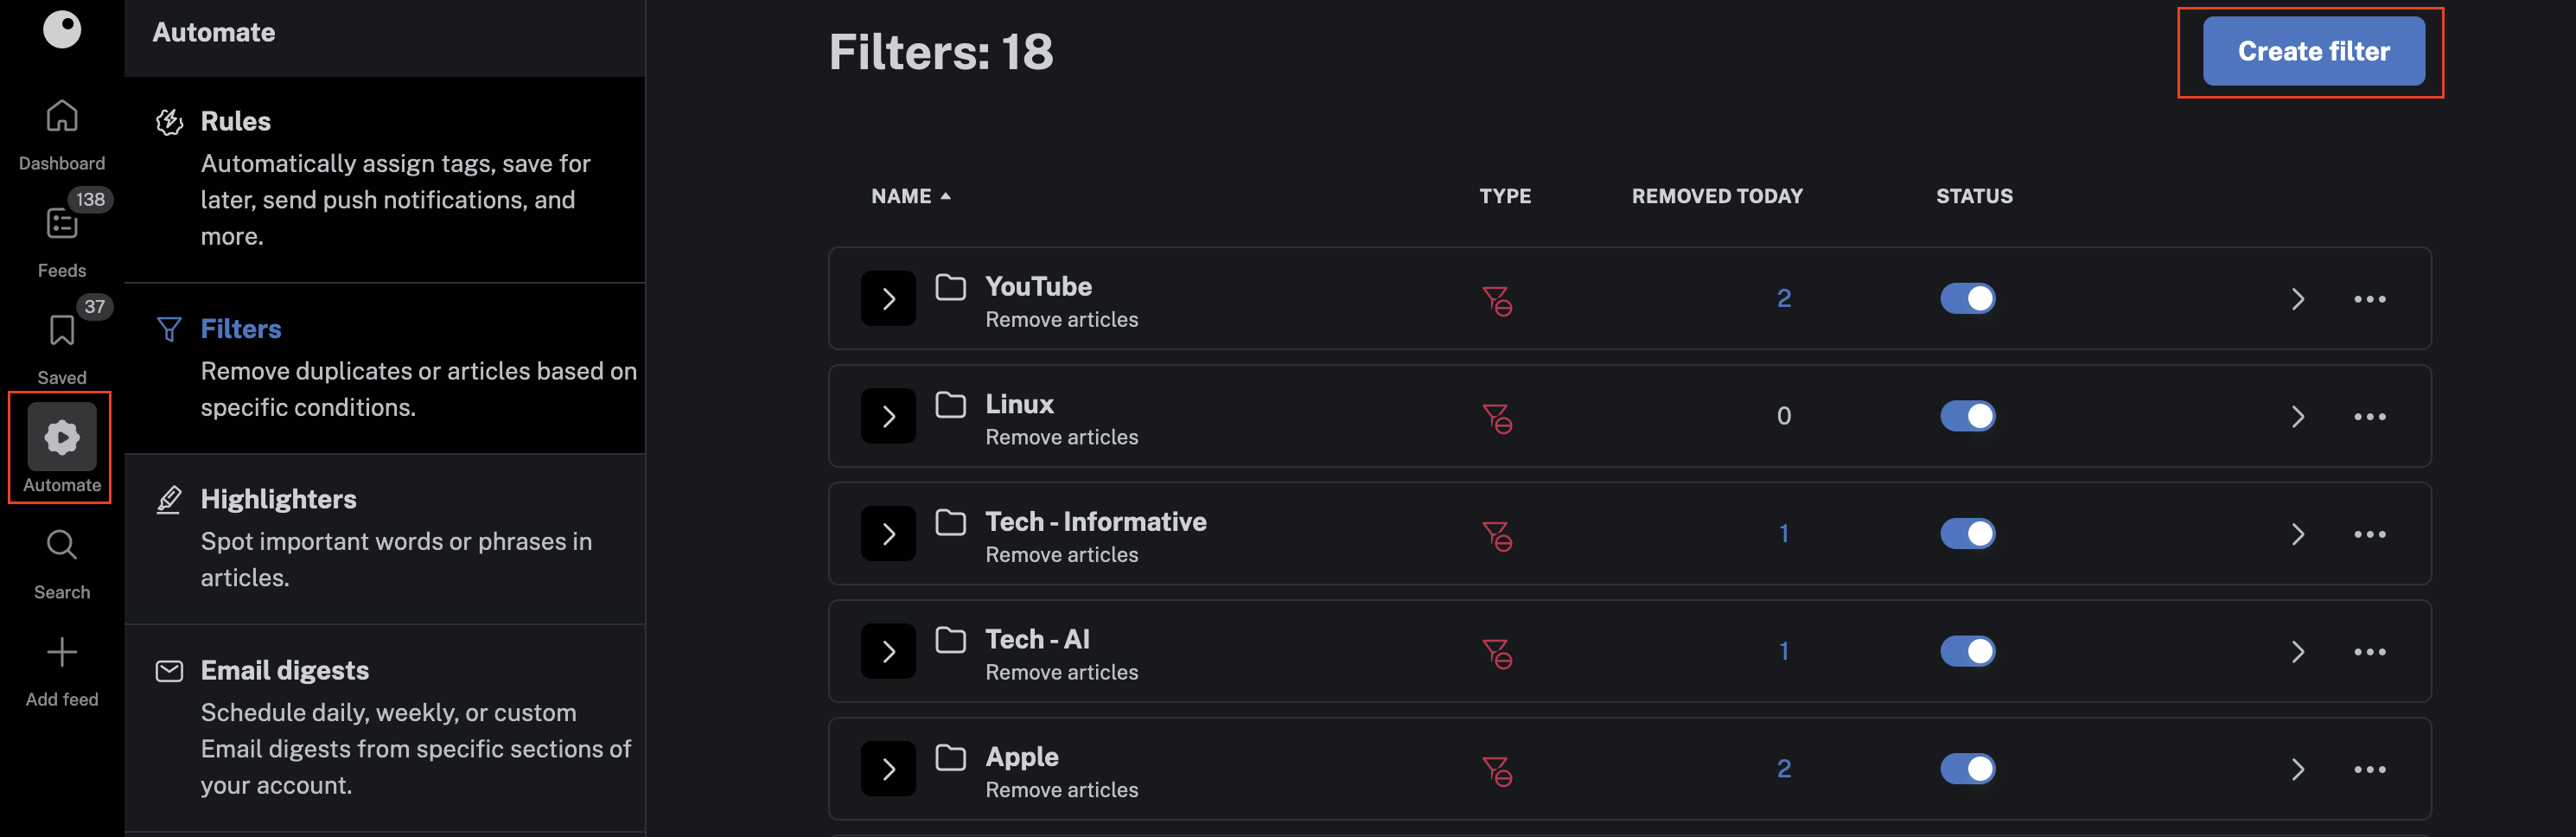 Dashboard
138
Feeds
37
Saved
Automate
Search
Add feed
Automate
Rules
Automatically assign tags, save for
later, send push notifications, and
more.
Filters
Remove duplicates or articles based on
specific conditions.
Highlighters
Spot important words or phrases in
articles.
Email digests
Schedule daily, weekly, or custom
Email digests from specific sections of
your account.
Filters: 18
Create filter
NAME TYPE REMOVED TODAY STATUS
YouTube
Remove articles
2
Linux
Remove articles
0
Tech - Informative
Remove articles
1
Tech - AI
Remove articles
1
Apple
Remove articles
2